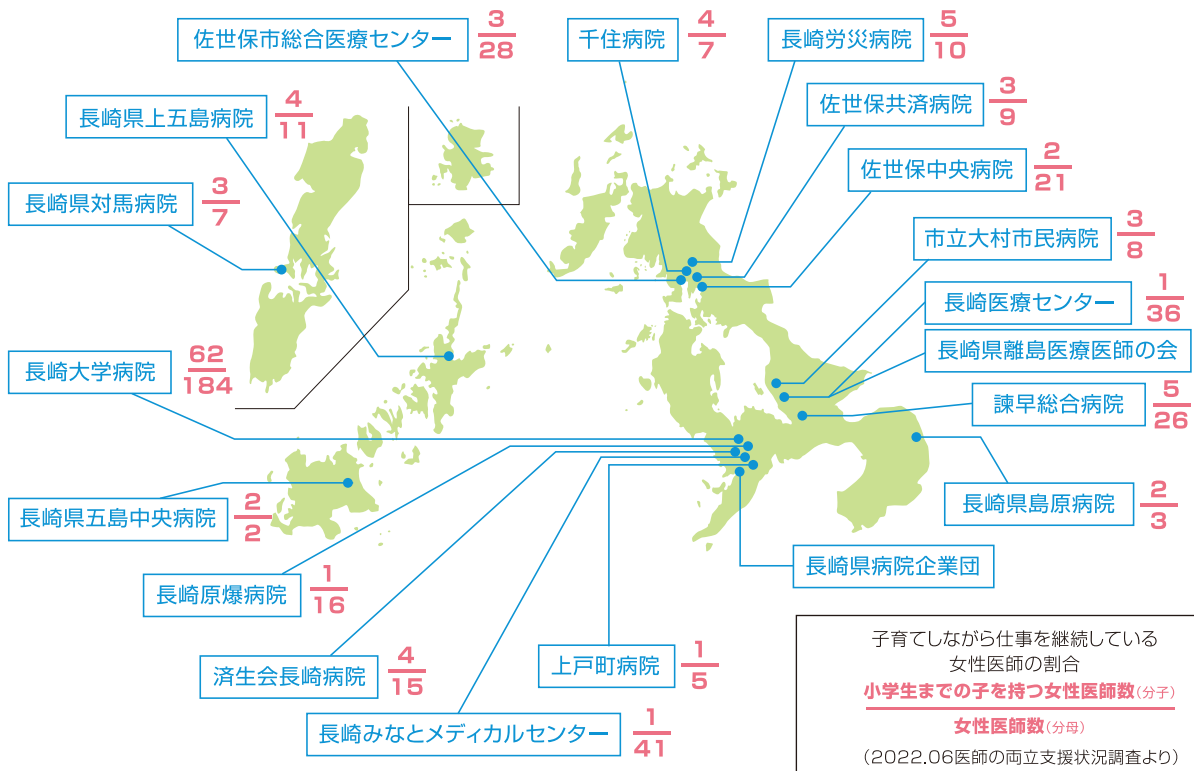 佐世保市総合医療センター
3
28
千住病院
4
7
長崎労災病院
5
10
長崎県上五島病院
4
11
佐世保共済病院
3
9
佐世保中央病院
2
21
長崎県対馬病院
3
7
市立大村市民病院
3
8
長崎医療センター
1
36
長崎県離島医療医師の会
長崎大学病院
62
184
諫早総合病院
5
26
長崎県島原病院
2
3
長崎県五島中央病院
2
2
長崎県病院企業団
長崎原爆病院
1
16
済生会長崎病院
4
15
上戸町病院
1
5
長崎みなとメディカルセンター
1
41
子育てしながら仕事を継続している
女性医師の割合
小学生までの子を持つ女性医師数(分子)
女性医師数(分母)
(2022.06医師の両立支援状況調査より)